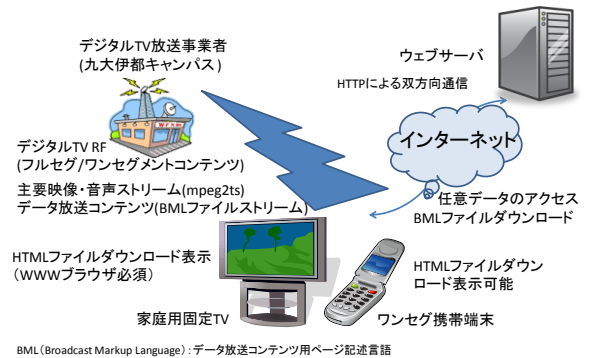 デジタルTV放送事業者
(九大伊都キャンパス)
ウェブサーバ
HTTPによる双方向通信
インターネット
デジタルTV RF
(フルセグ/ワンセグメントコンテンツ)
主要映像・音声ストリーム(mpeg2ts)
データ放送コンテンツ(BMLファイルストリーム)
任意データのアクセス
BMLファイルダウンロード
HTMLファイルダウンロード表示
(WWWブラウザ必須)
HTMLファイルダウン
ロード表示可能
家庭用固定TV
ワンセグ携帯端末
BML(Broadcast Markup Language):データ放送コンテンツ用ページ記述言語